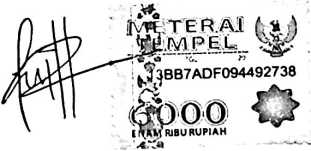 METERAI
TEMPEL
3BB7ADF094492738
6000
ENAM RIBU RUPIAH